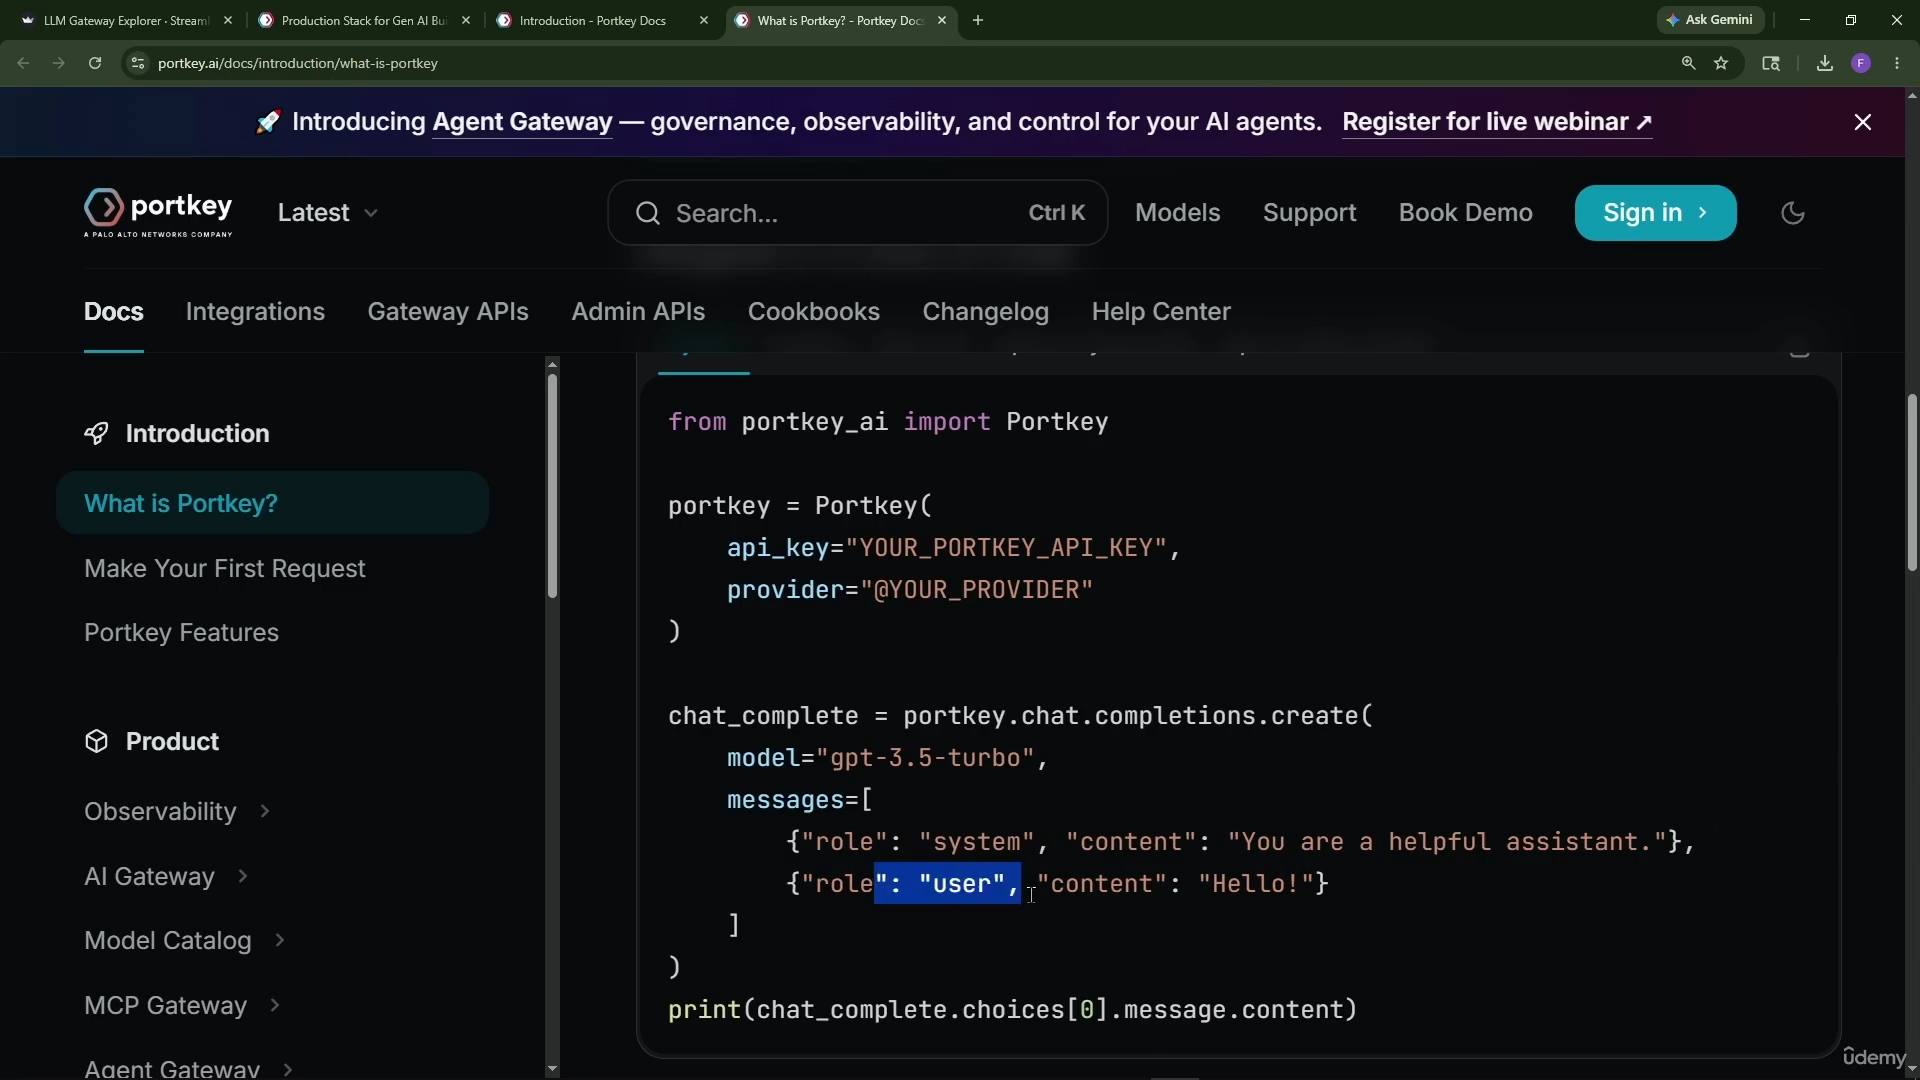 LLM Gateway Explorer · Streaml
Production Stack for Gen AI Bu
Introduction - Portkey Docs
What is Portkey? - Portkey Doc
Ask Gemini
portkey.ai/docs/introduction/what-is-portkey
F
🚀 Introducing Agent Gateway — governance, observability, and control for your AI agents. Register for live webinar ↗
portkey
A PALO ALTO NETWORKS COMPANY
Latest
Search...
Ctrl K
Models
Support
Book Demo
Sign in
Docs
Integrations
Gateway APIs
Admin APIs
Cookbooks
Changelog
Help Center
Introduction
What is Portkey?
Make Your First Request
Portkey Features
Product
Observability
AI Gateway
Model Catalog
MCP Gateway
Agent Gateway
from portkey_ai import Portkey
portkey = Portkey(
    api_key="YOUR_PORTKEY_API_KEY",
    provider="@YOUR_PROVIDER"
)
chat_complete = portkey.chat.completions.create(
    model="gpt-3.5-turbo",
    messages=[
        {"role": "system", "content": "You are a helpful assistant."},
        {"role": "user", "content": "Hello!"}
    ]
)
print(chat_complete.choices[0].message.content)
ûdemy